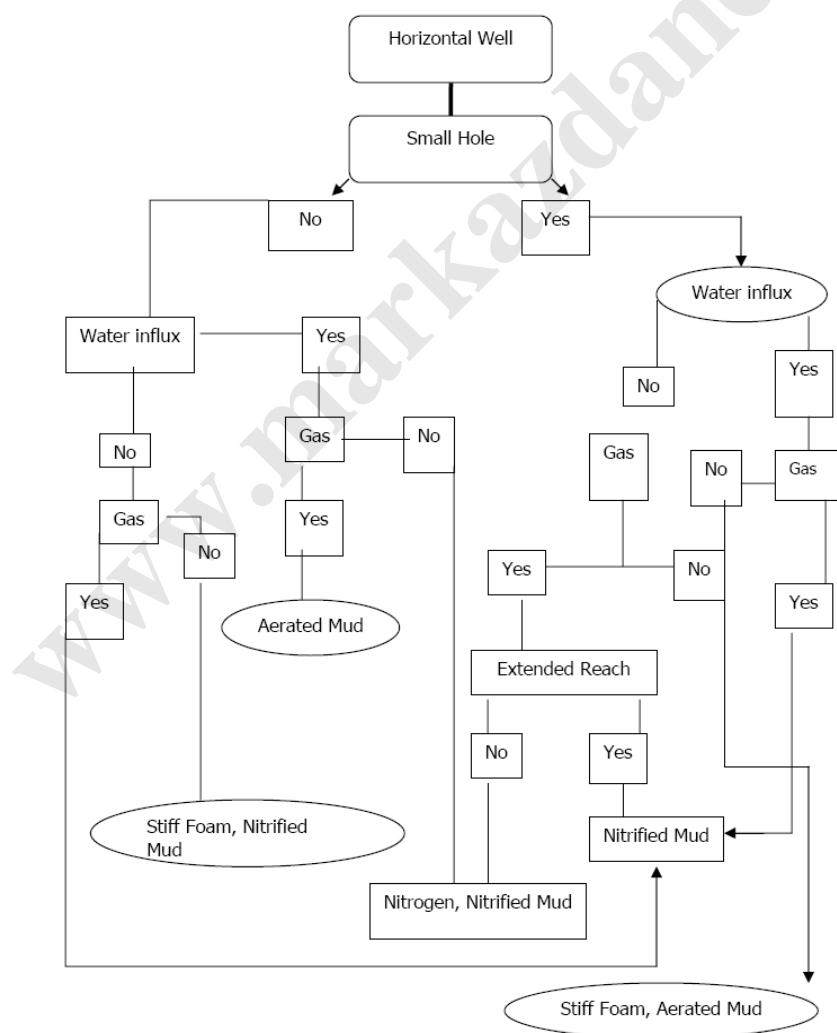 Horizontal Well
Small Hole
No
Yes
Water influx
Water influx
Yes
No
Yes
No
Gas
No
Gas
No
Gas
Gas
No
Yes
No
Yes
Yes
No
Yes
Aerated Mud
Extended Reach
No
Yes
Stiff Foam, Nitrified
Mud
Nitrified Mud
Nitrogen, Nitrified Mud
Stiff Foam, Aerated Mud